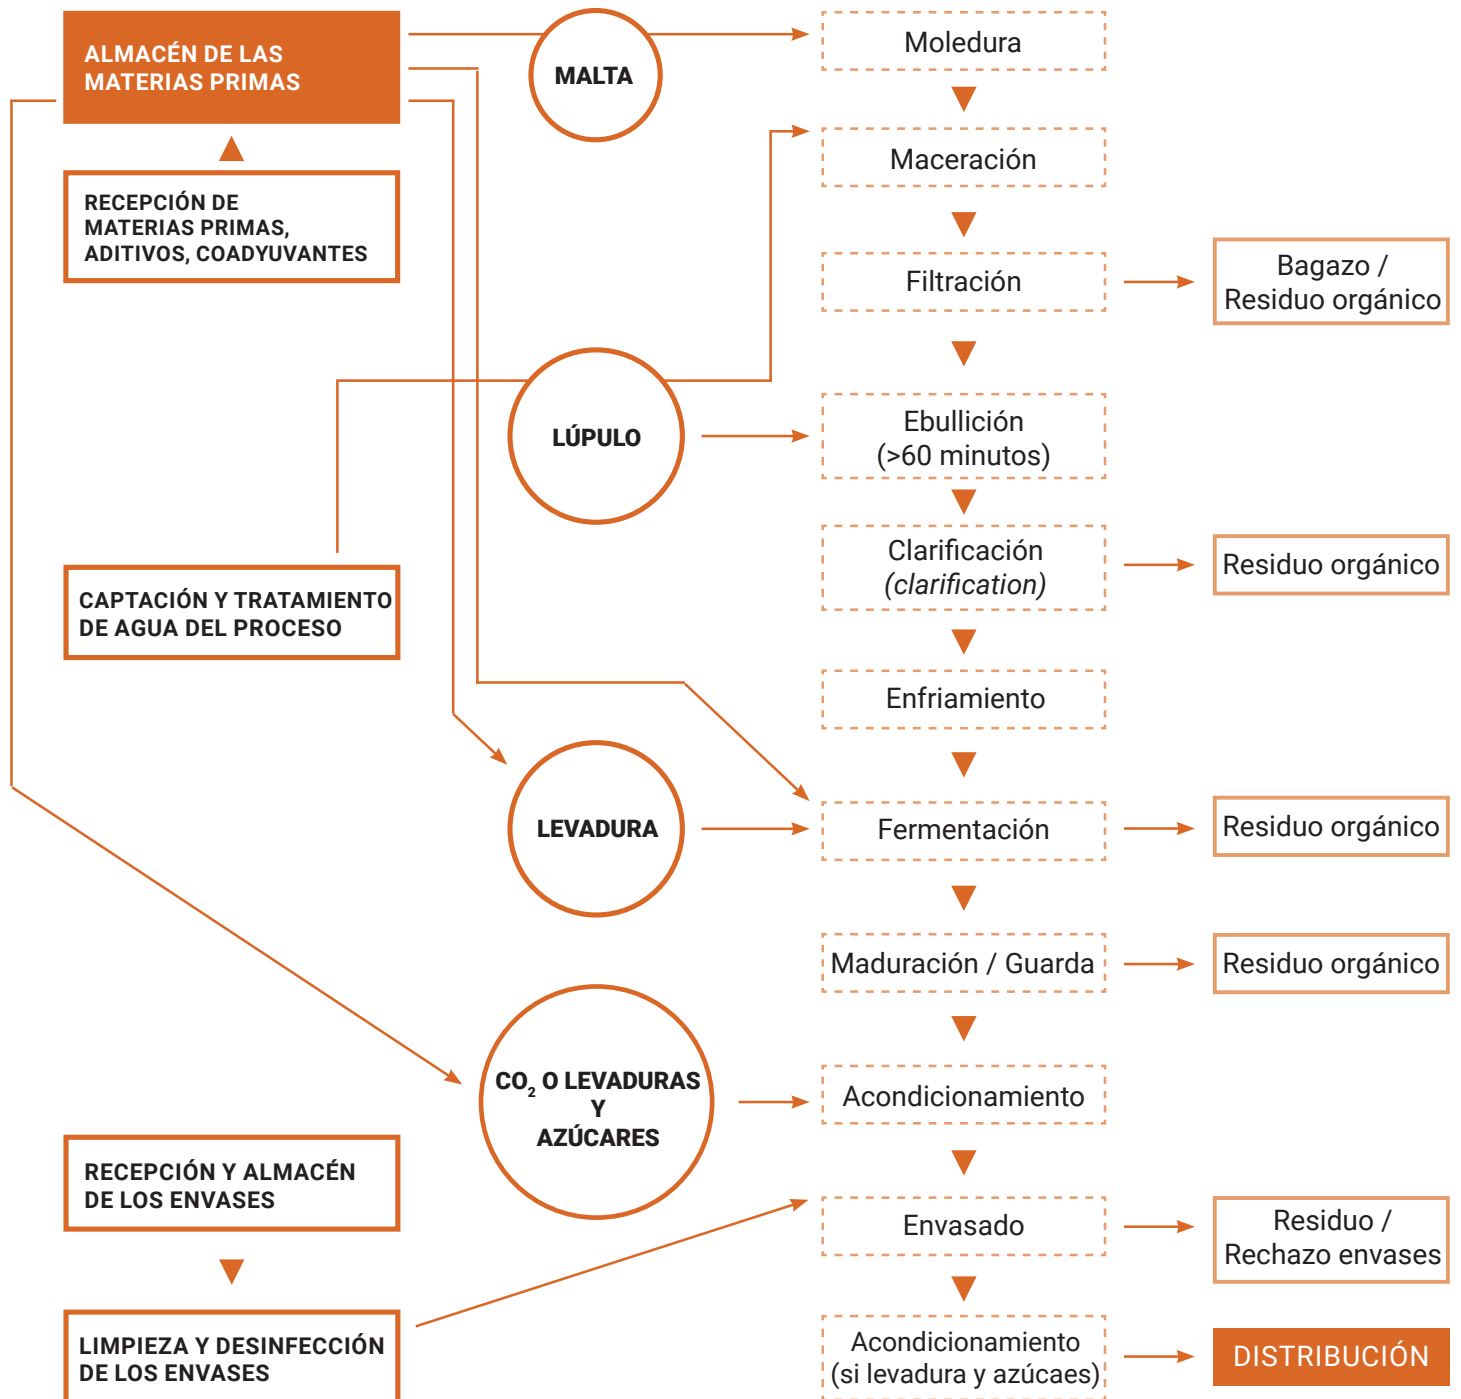 ALMACÉN DE LAS
MATERIAS PRIMAS
RECEPCIÓN DE
MATERIAS PRIMAS,
ADITIVOS, COADYUVANTES
MALTA
Moledura
Maceración
Filtración
Bagazo /
Residuo orgánico
LÚPULO
Ebullición
(>60 minutos)
Clarificación
(clarification)
Residuo orgánico
CAPTACIÓN Y TRATAMIENTO
DE AGUA DEL PROCESO
Enfriamiento
LEVADURA
Fermentación
Residuo orgánico
Maduración / Guarda
Residuo orgánico
CO₂ O LEVADURAS
Y
AZÚCARES
Acondicionamiento
RECEPCIÓN Y ALMACÉN
DE LOS ENVASES
Envasado
Residuo /
Rechazo envases
LIMPIEZA Y DESINFECCIÓN
DE LOS ENVASES
Acondicionamiento
(si levadura y azúcaes)
DISTRIBUCIÓN